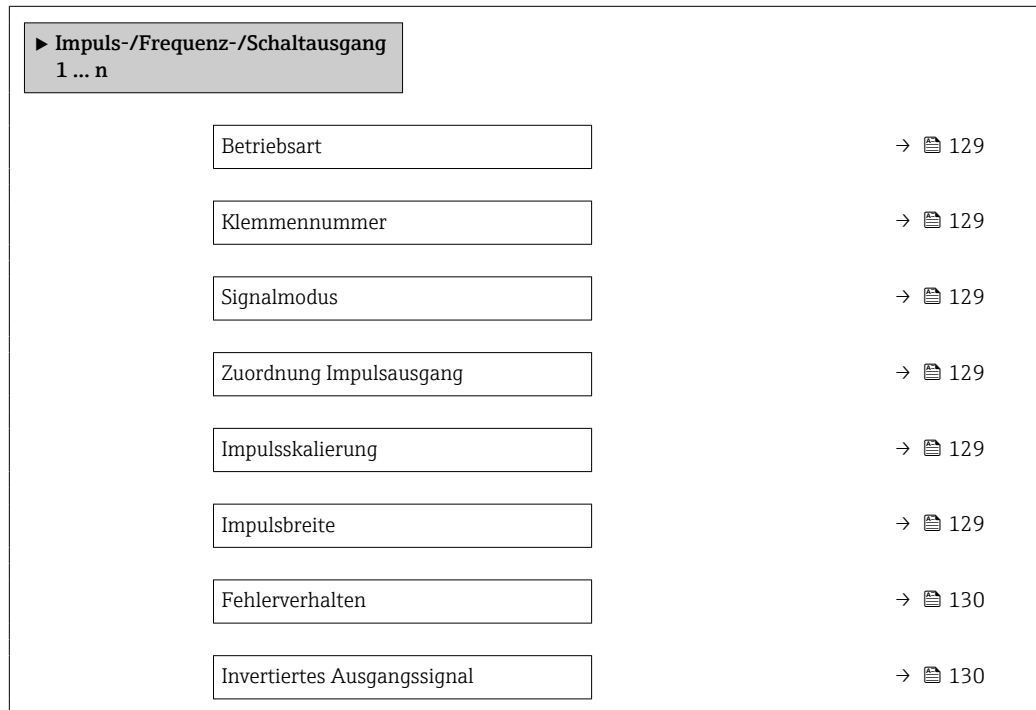 ► Impuls-/Frequenz-/Schaltausgang
1 ... n
Betriebsart → 129
Klemmennummer → 129
Signalmodus → 129
Zuordnung Impulsausgang → 129
Impulsskalierung → 129
Impulsbreite → 129
Fehlerverhalten → 130
Invertiertes Ausgangssignal → 130